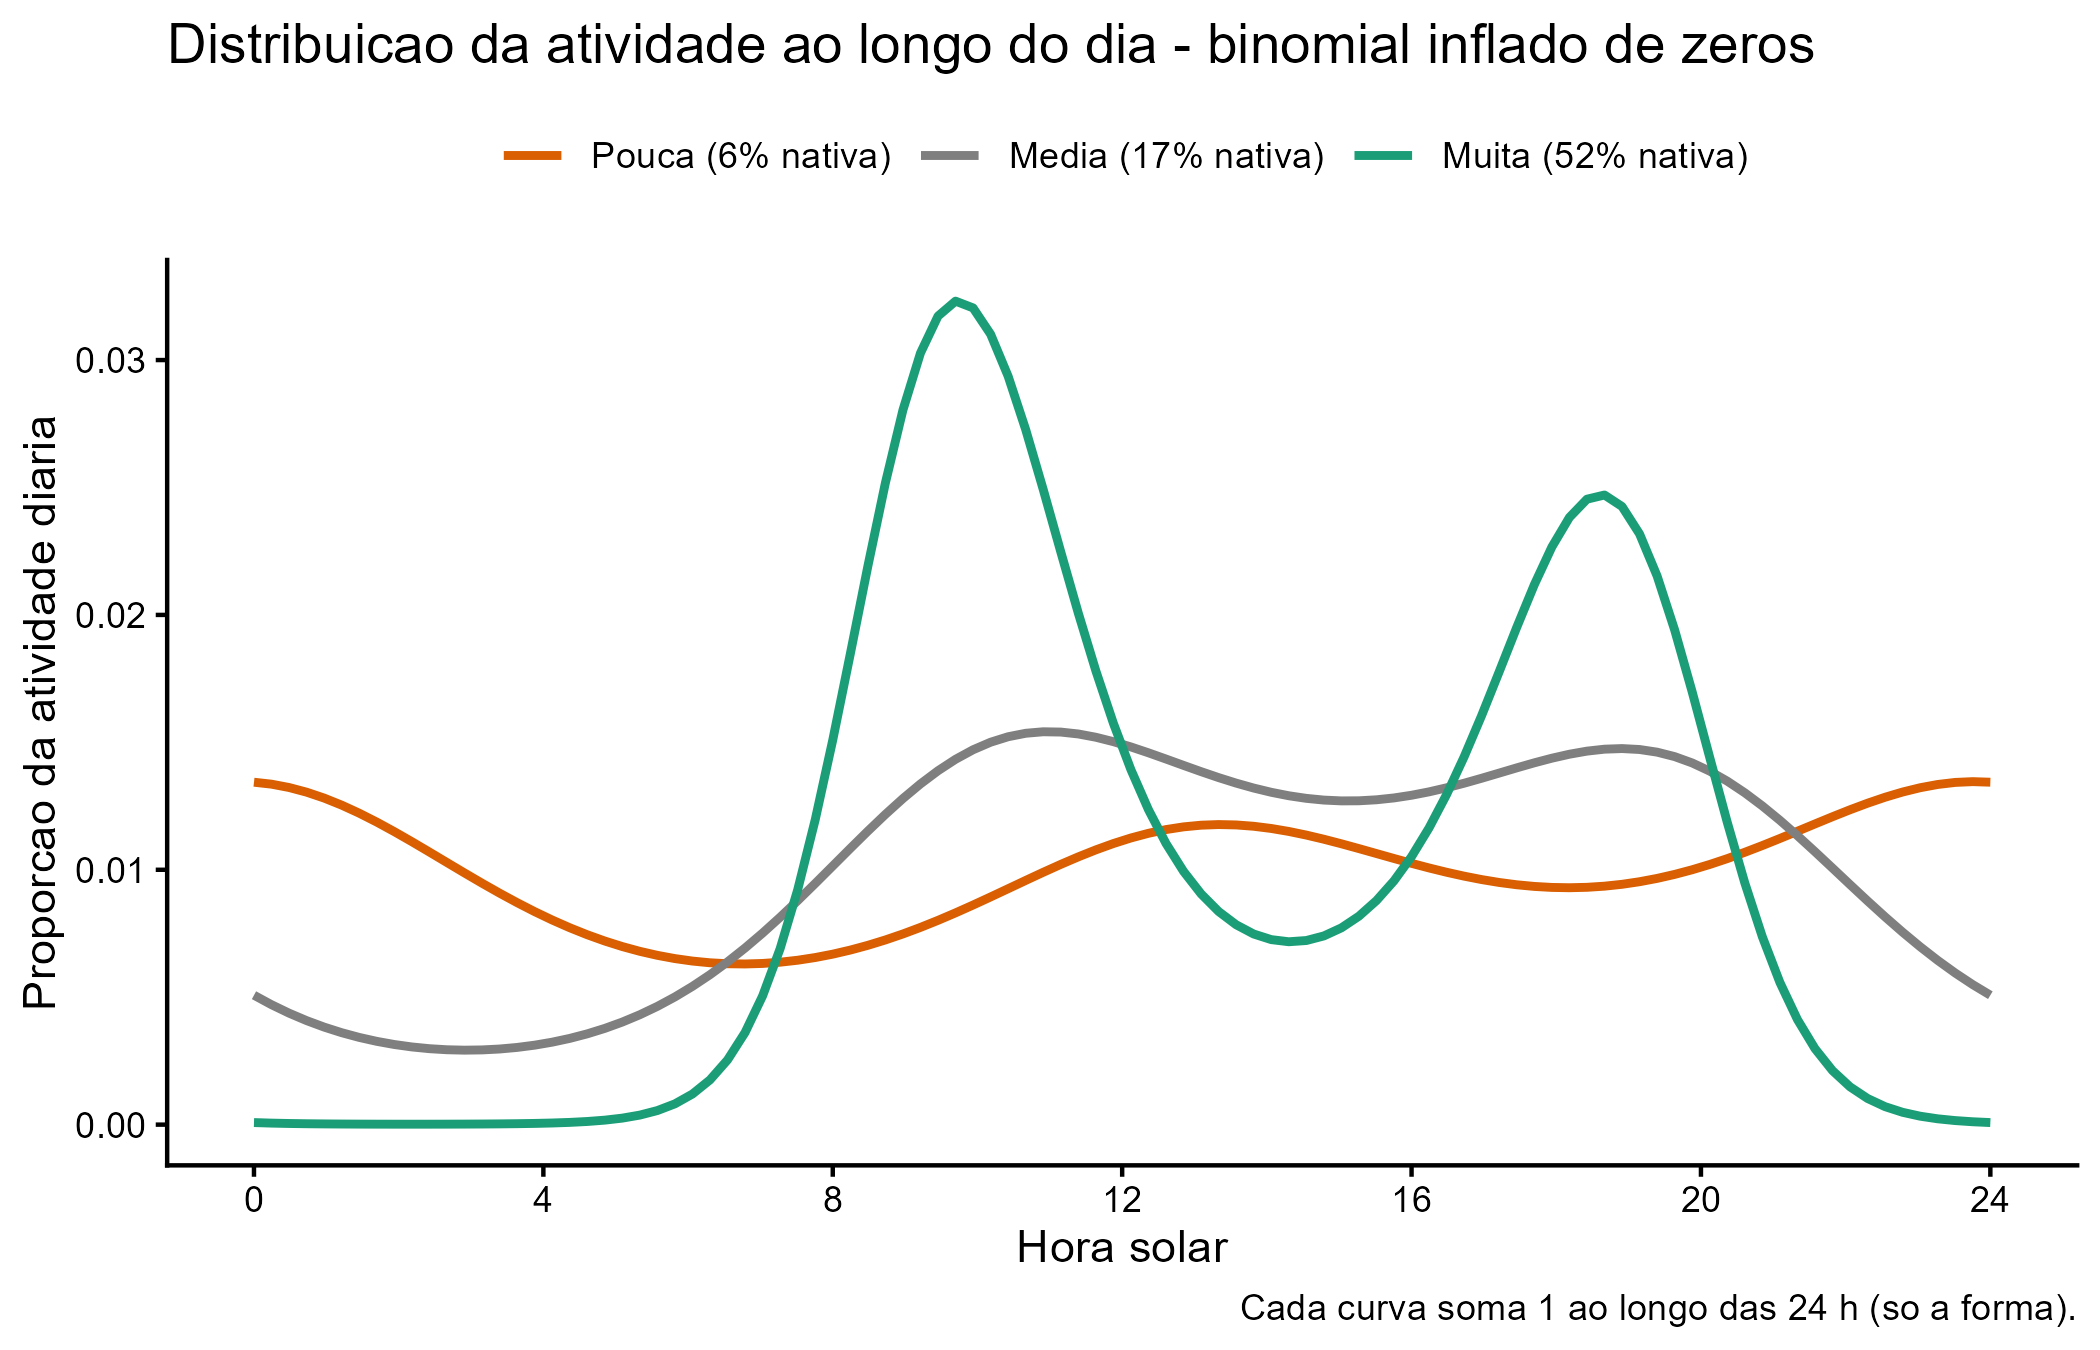 Distribuicao da atividade ao longo do dia - binomial inflado de zeros
Pouca (6% nativa) Media (17% nativa) Muita (52% nativa)
Proporcao da atividade diaria
0.03
0.02
0.01
0.00
0 4 8 12 16 20 24
Hora solar
Cada curva soma 1 ao longo das 24 h (so a forma).